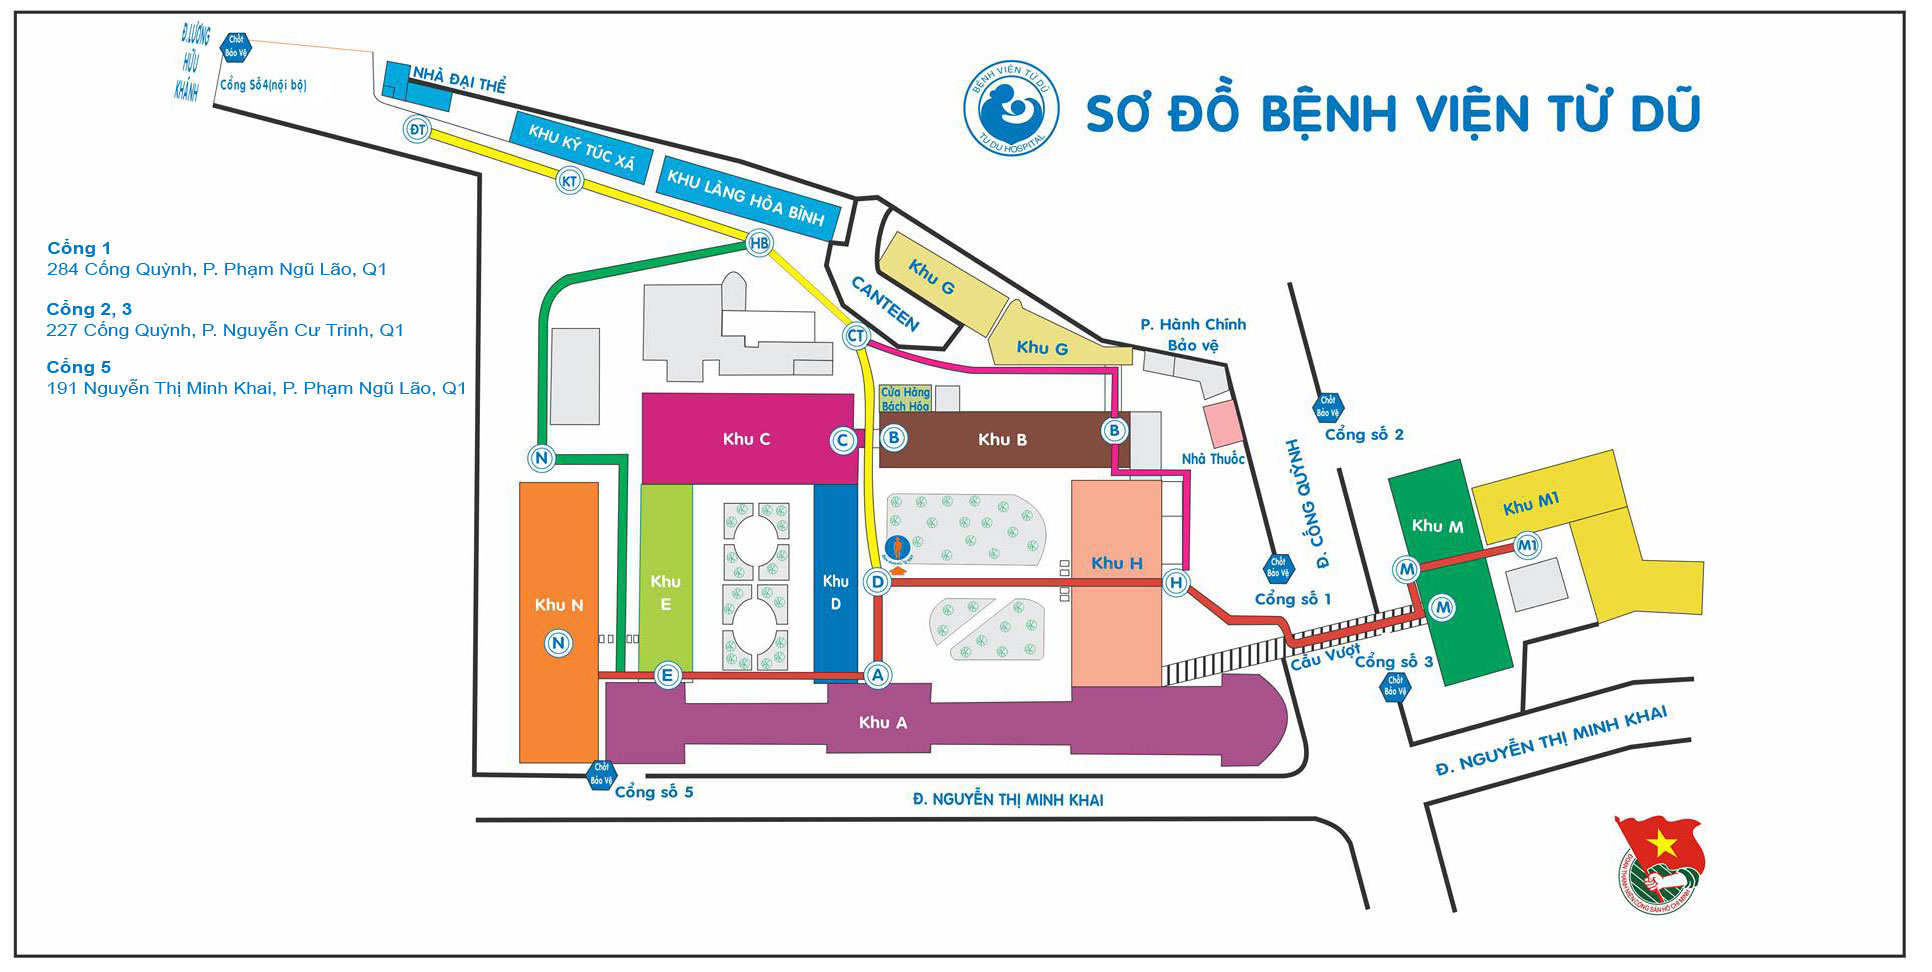 Đ.LƯƠNG
HỮU
KHÁNH
Chốt
Bảo Vệ
Cổng Số 4(nội bộ)
NHÀ ĐẠI THỂ
BỆNH VIỆN TỪ DŨ
TU DU HOSPITAL
SƠ ĐỒ BỆNH VIỆN TỪ DŨ
ĐT
KHU KÝ TÚC XÁ
KT
KHU LÀNG HÒA BÌNH
HB
Cổng 1
284 Cống Quỳnh, P. Phạm Ngũ Lão, Q1
Cổng 2, 3
227 Cống Quỳnh, P. Nguyễn Cư Trinh, Q1
Cổng 5
191 Nguyễn Thị Minh Khai, P. Phạm Ngũ Lão, Q1
Khu G
CANTEEN
CT
Khu G
P. Hành Chính
Bảo vệ
Cửa Hàng
Bách Hóa
Chốt
Bảo Vệ
Cổng số 2
Khu C
C
B
Khu B
B
Nhà Thuốc
N
Đ. CỐNG QUỲNH
Khu M
Khu M1
M1
Khu H
Chốt
Bảo Vệ
Cổng số 1
M
M
Khu N
N
Khu
E
Khu
D
D
H
Cầu Vượt
Cổng số 3
Chốt
Bảo Vệ
E
A
Khu A
Chốt
Bảo Vệ
Cổng số 5
Đ. NGUYỄN THỊ MINH KHAI
Đ. NGUYỄN THỊ MINH KHAI
ĐOÀN THANH NIÊN CỘNG SẢN HỒ CHÍ MINH